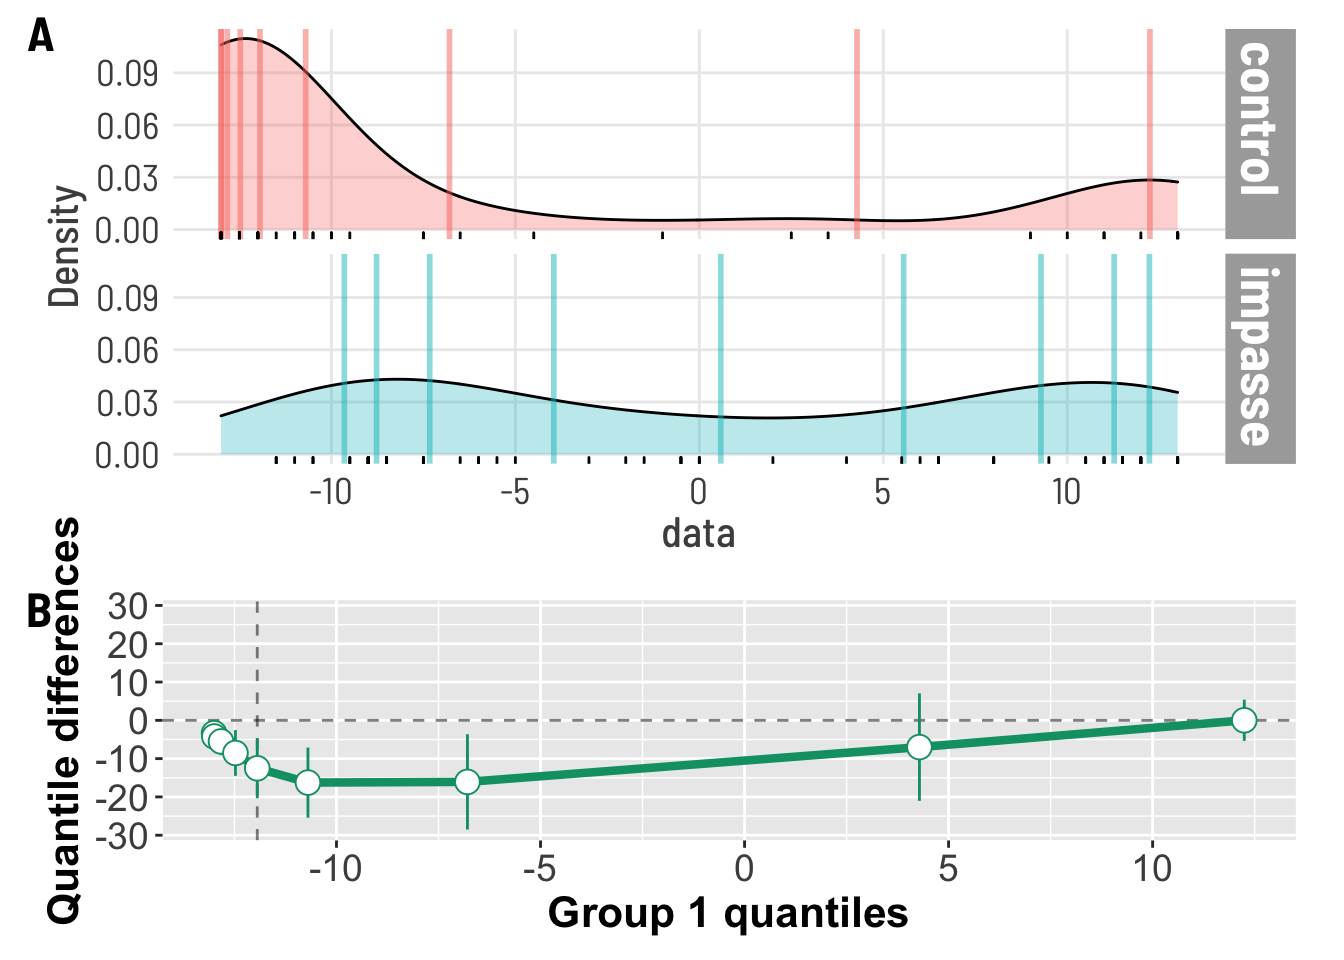 A
0.09
0.06
0.03
0.00
control
Density
0.09
0.06
0.03
0.00
impasse
-10 -5 0 5 10
data
B
Quantile differences
30
20
10
0
-10
-20
-30
-10 -5 0 5 10
Group 1 quantiles